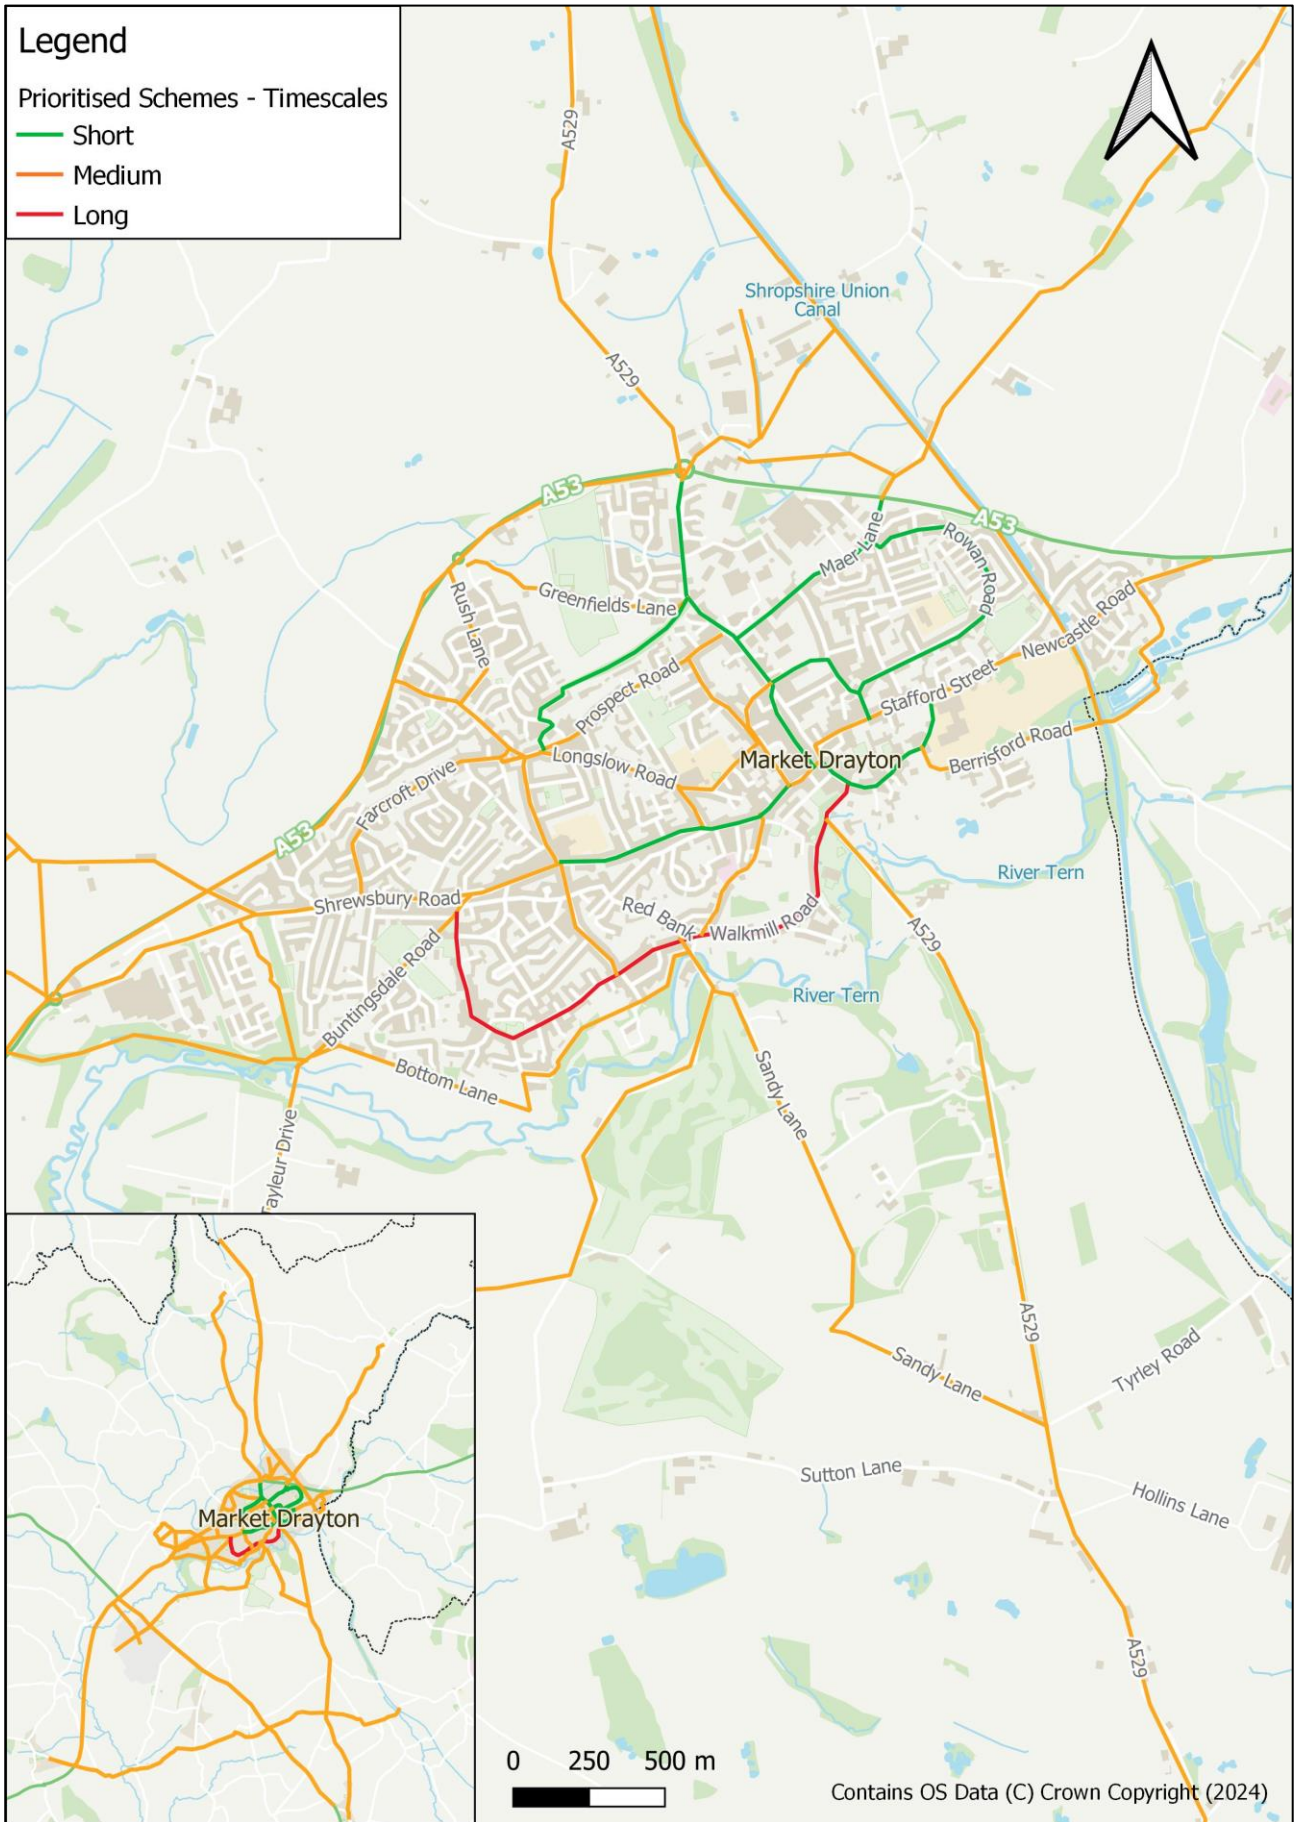 Legend
Prioritised Schemes - Timescales
Short
Medium
Long
A529
Shropshire Union
Canal
A529
A53
A53
Maer Lane
Rowan Road
Rush Lane
Greenfields Lane
Newcastle Road
Prospect Road
Stafford Street
Longslow Road
Market Drayton
Berrisford Road
Farcroft Drive
A53
River Tern
Shrewsbury Road
Red Bank
Walkmill Road
A529
Buntingsdale Road
River Tern
Bottom Lane
Sandy Lane
Tayleur Drive
A529
Tyrley Road
Sandy Lane
Sutton Lane
Hollins Lane
Market Drayton
A529
0 250 500 m
Contains OS Data (C) Crown Copyright (2024)